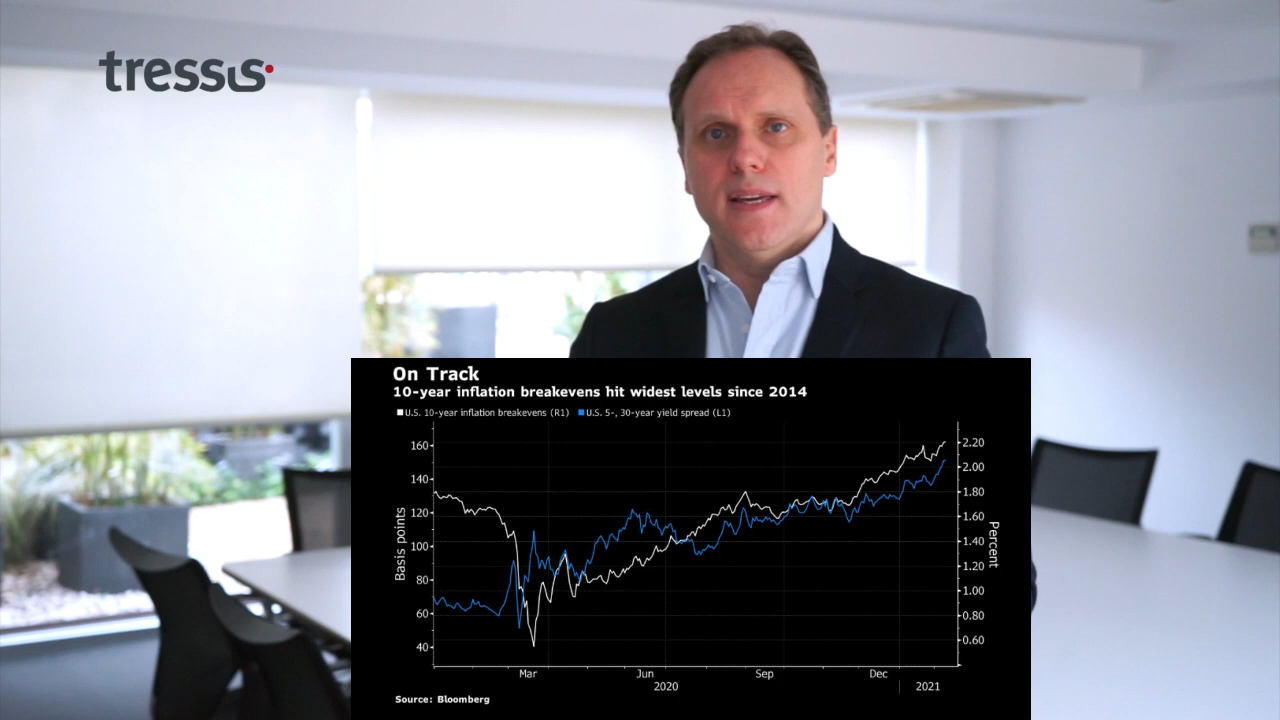 tressis
On Track
10-year inflation breakevens hit widest levels since 2014
U.S. 10-year inflation breakevens (R1) U.S. 5-, 30-year yield spread (L1)
160 2.20
140 2.00
120 1.80
100 1.60
80 1.40
60 1.20
40 1.00
0.80
0.60
Basis points
Percent
Mar Jun Sep Dec
2020 2021
Source: Bloomberg